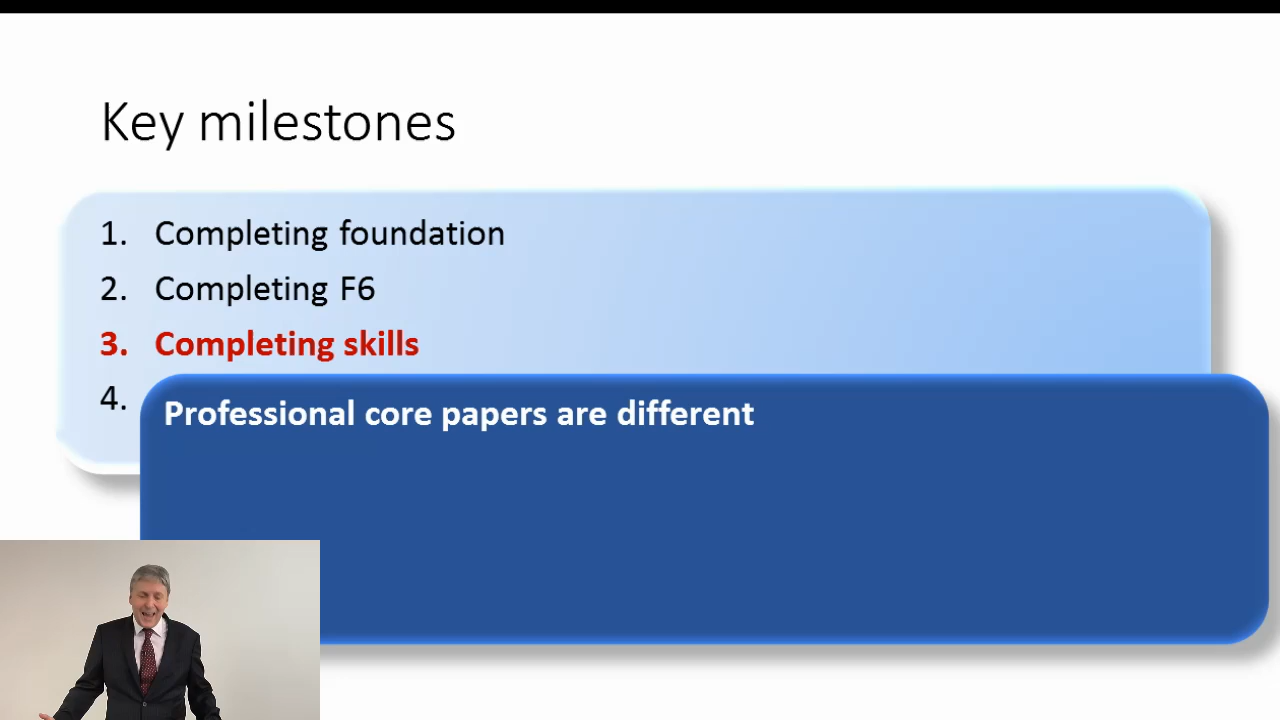 Key milestones
1. Completing foundation
2. Completing F6
3. Completing skills
4.
Professional core papers are different